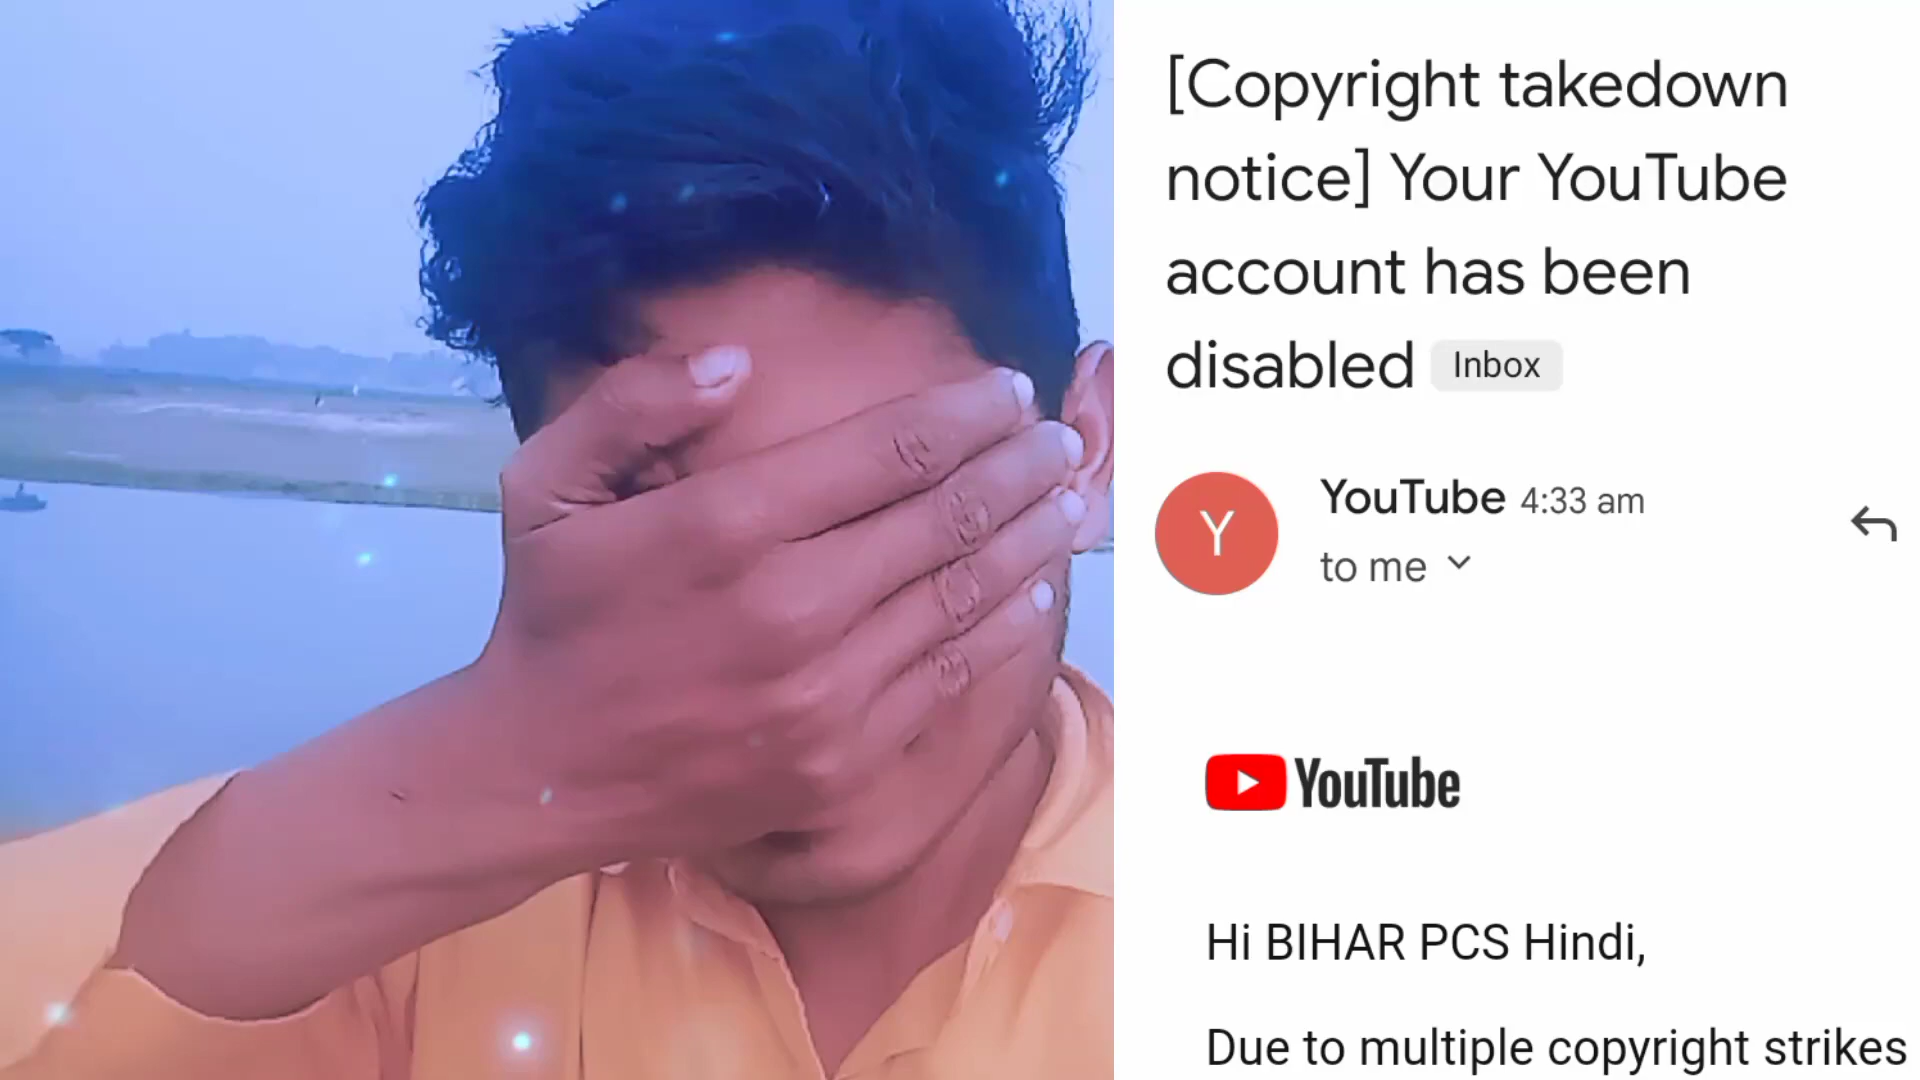 [Copyright takedown
notice] Your YouTube
account has been
disabled Inbox
Y
YouTube 4:33 am
to me
YouTube
Hi BIHAR PCS Hindi,
Due to multiple copyright strikes